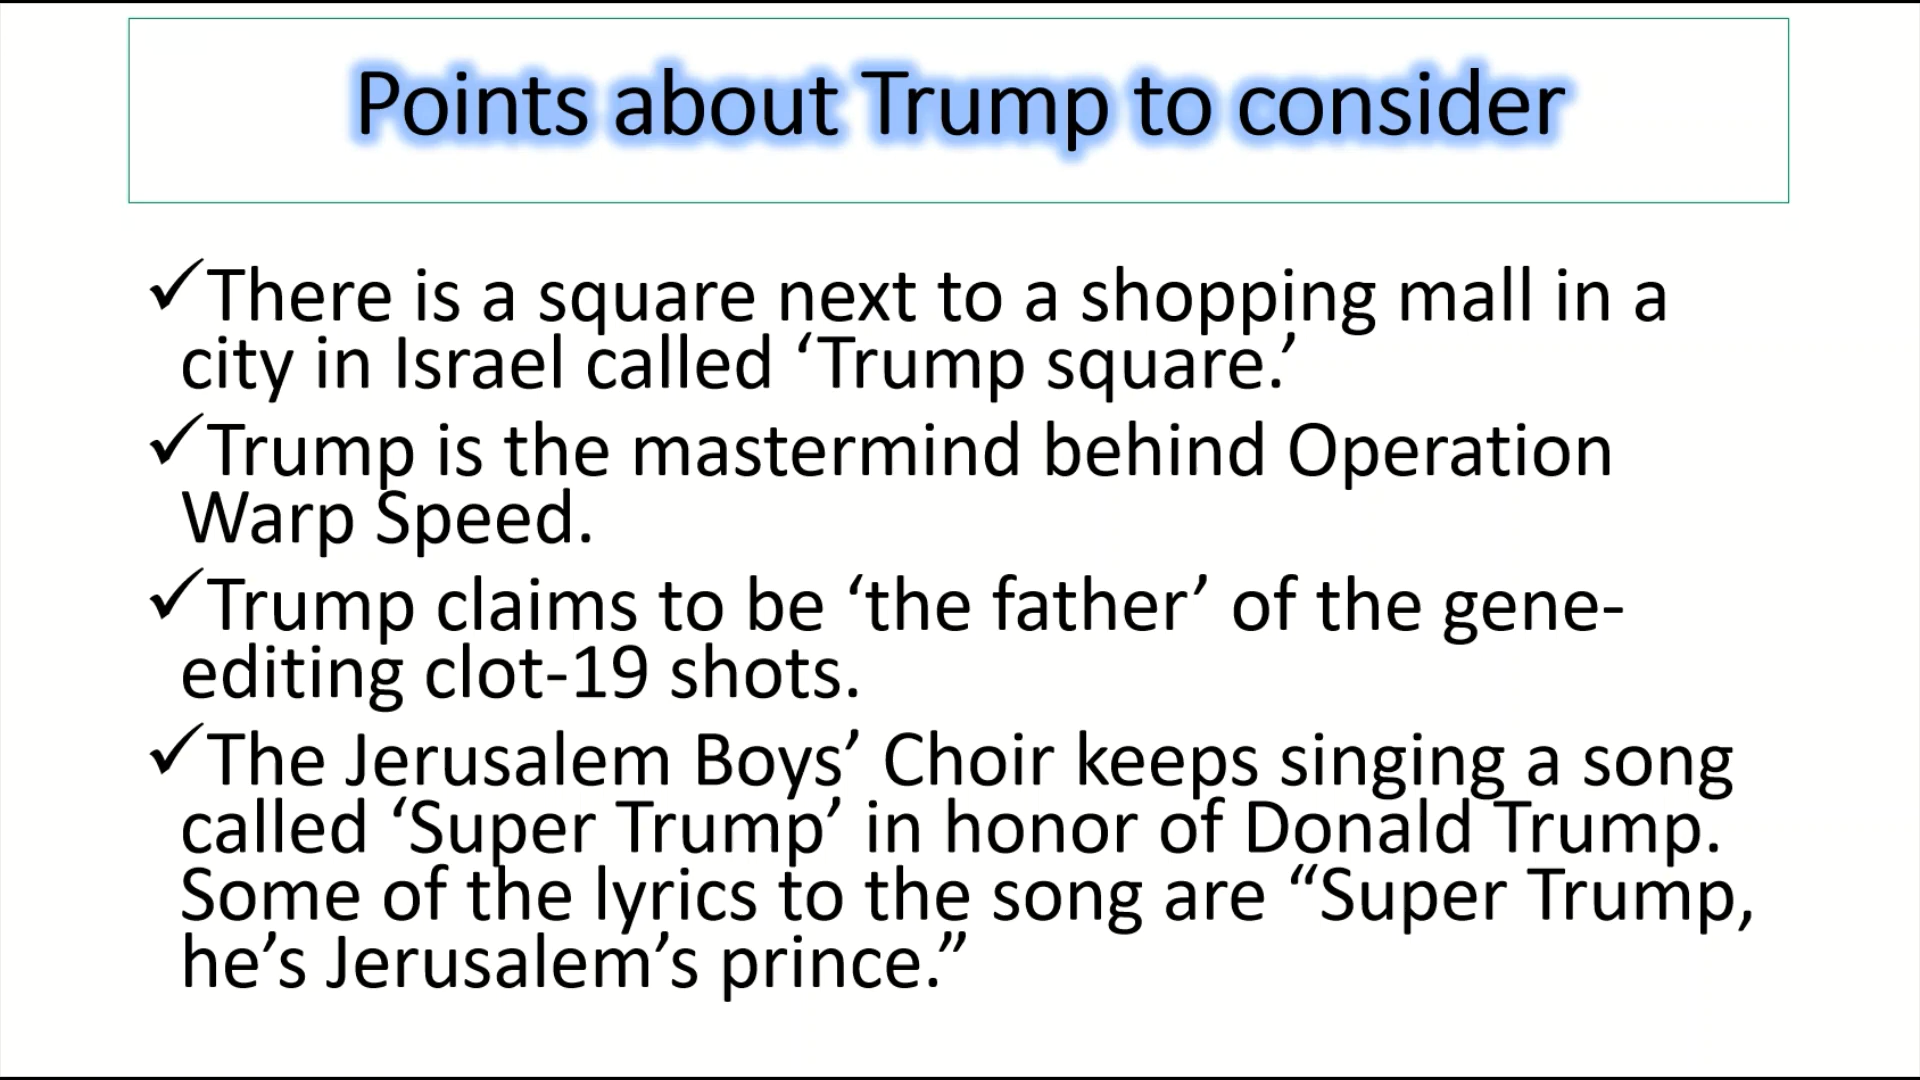 Points about Trump to consider
✓There is a square next to a shopping mall in a
city in Israel called ‘Trump square.’
✓Trump is the mastermind behind Operation
Warp Speed.
✓Trump claims to be ‘the father’ of the gene-
editing clot-19 shots.
✓The Jerusalem Boys’ Choir keeps singing a song
called ‘Super Trump’ in honor of Donald Trump.
Some of the lyrics to the song are “Super Trump,
he’s Jerusalem’s prince.”